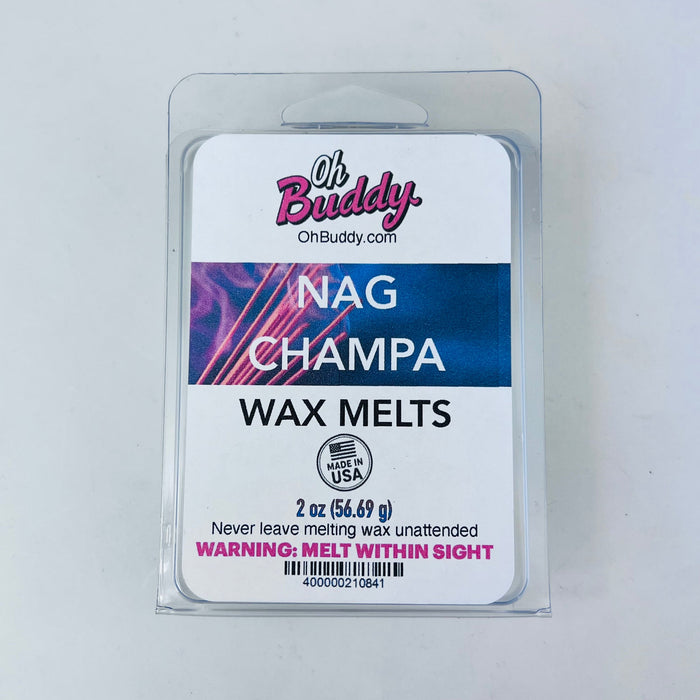 Oh
Buddy
OhBuddy.com
NAG
CHAMPA
WAX MELTS
MADE IN
USA
2 oz (56.69 g)
Never leave melting wax unattended
WARNING: MELT WITHIN SIGHT
400000210841